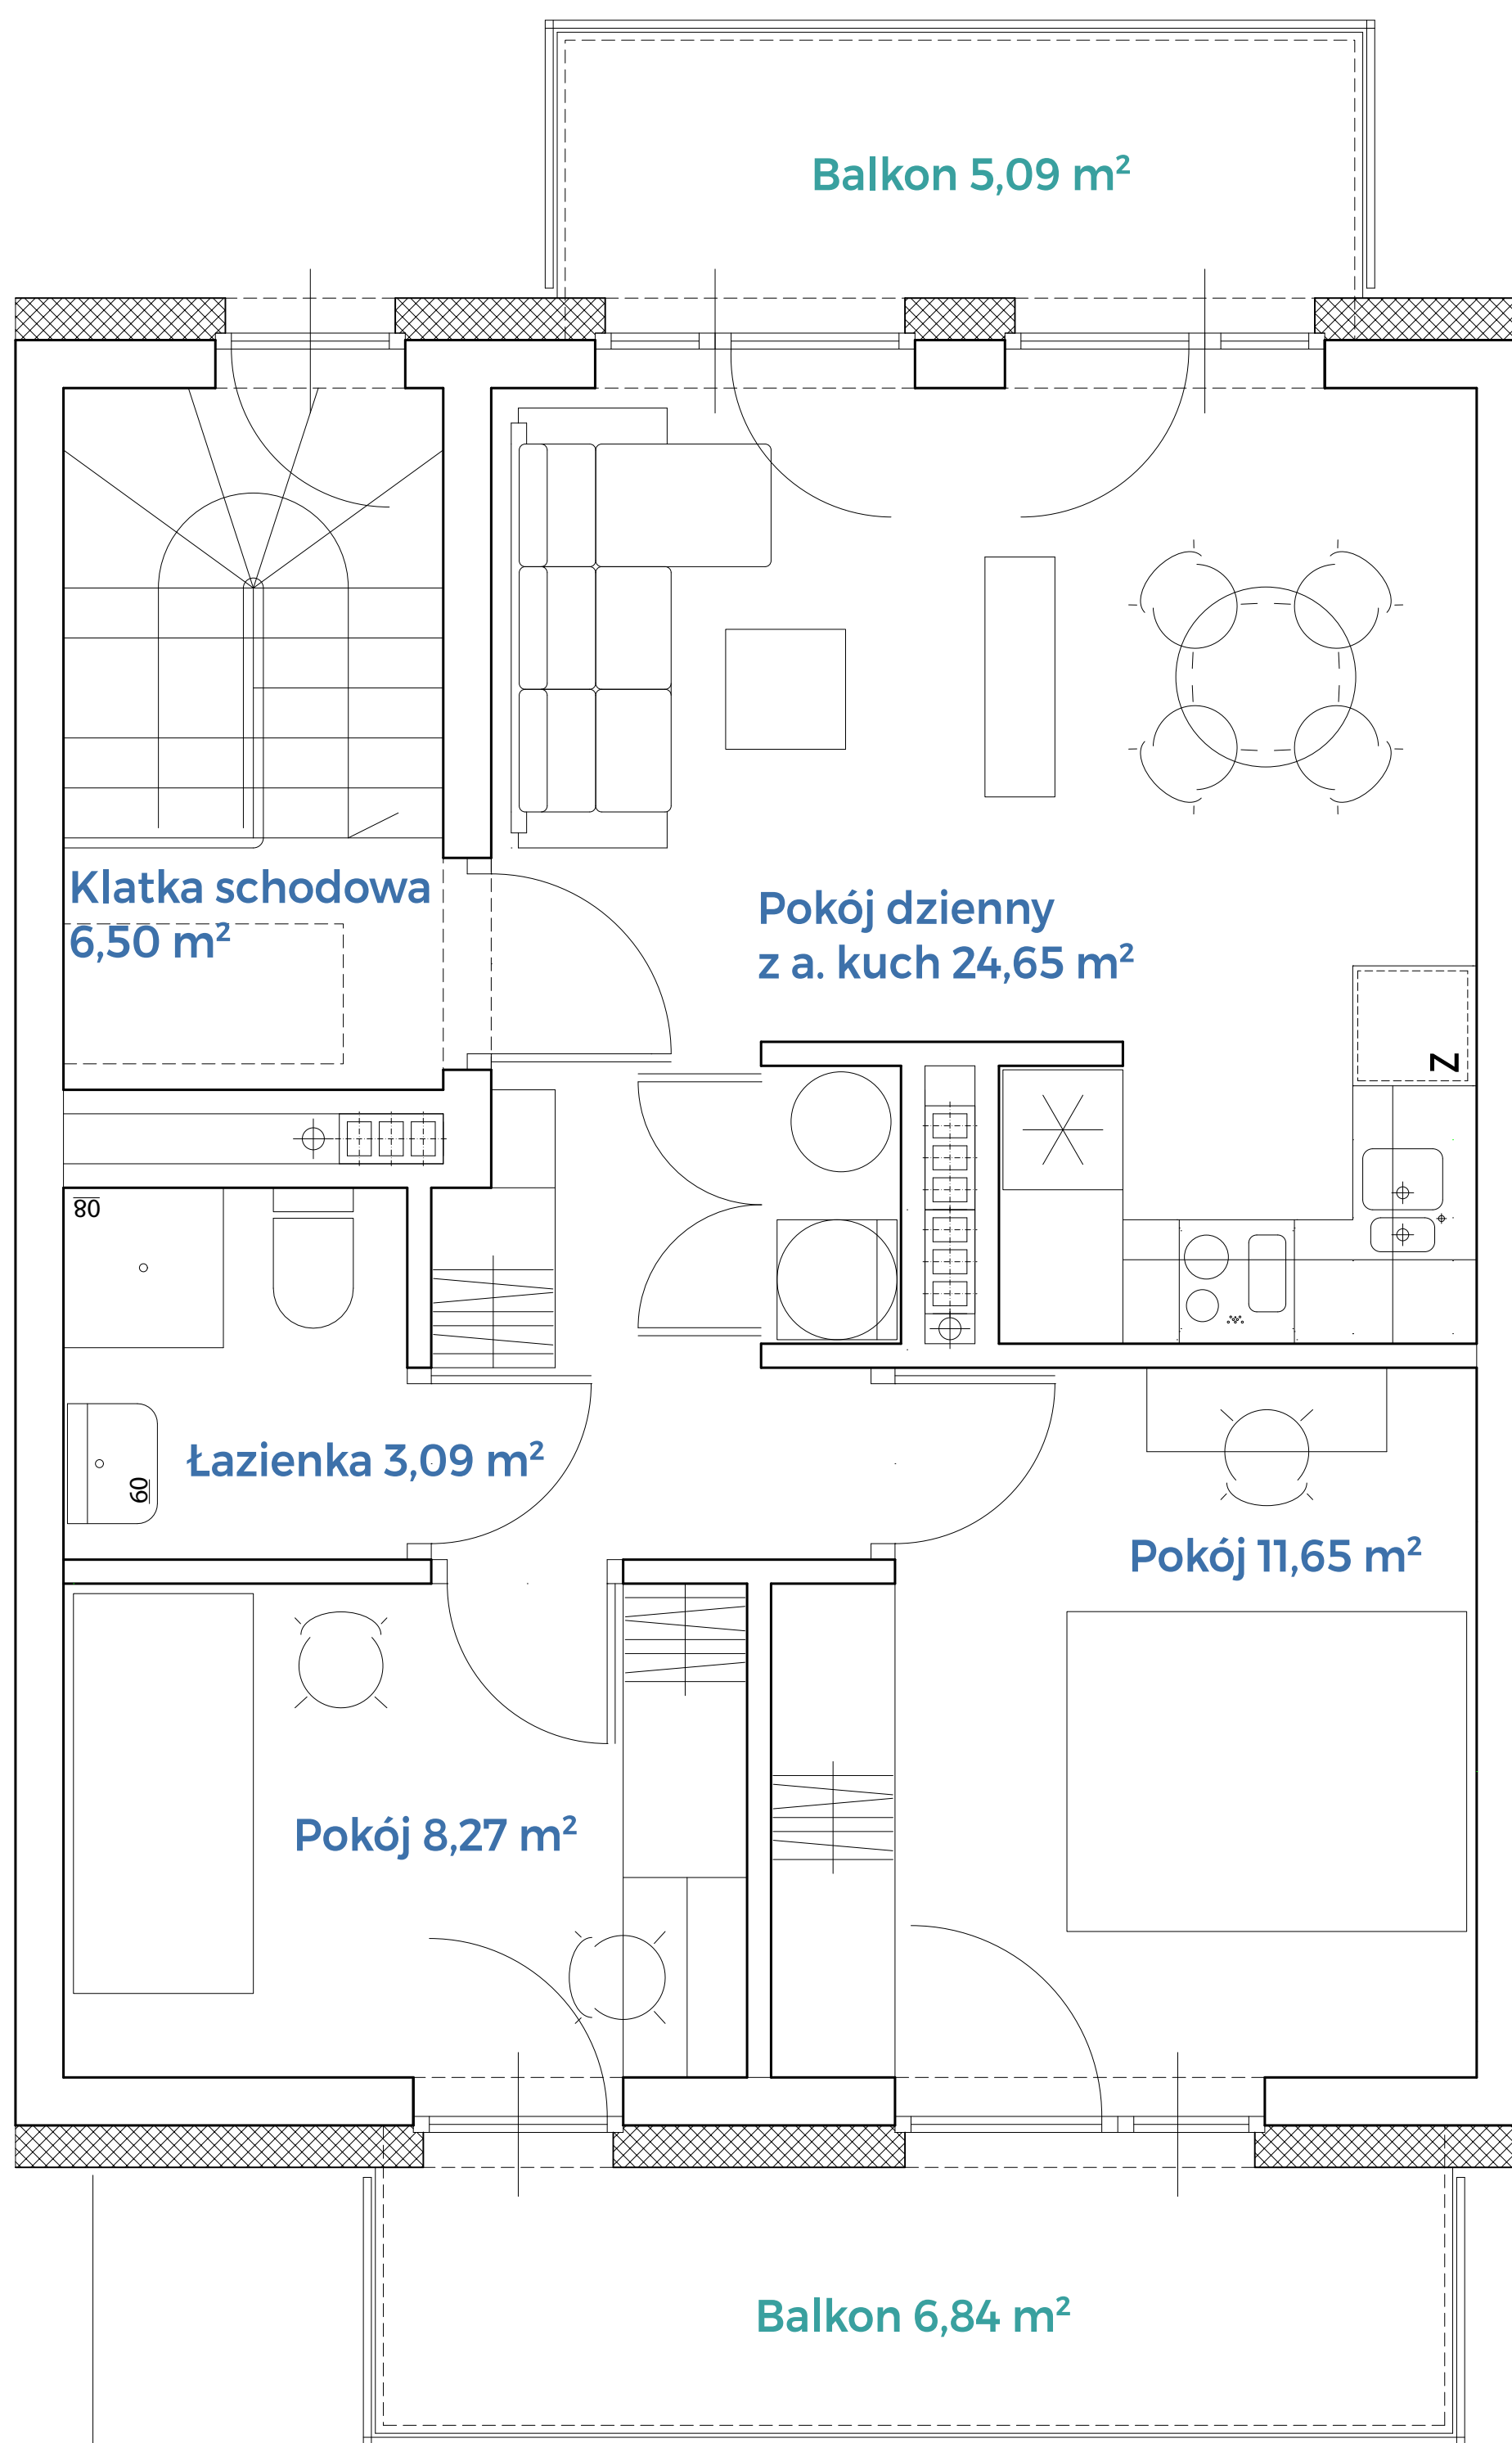 Balkon 5,09 m²
Klatka schodowa
6,50 m²
Pokój dzienny
z a. kuch 24,65 m²
Z
80
Łazienka 3,09 m²
60
Pokój 11,65 m²
Pokój 8,27 m²
Balkon 6,84 m²